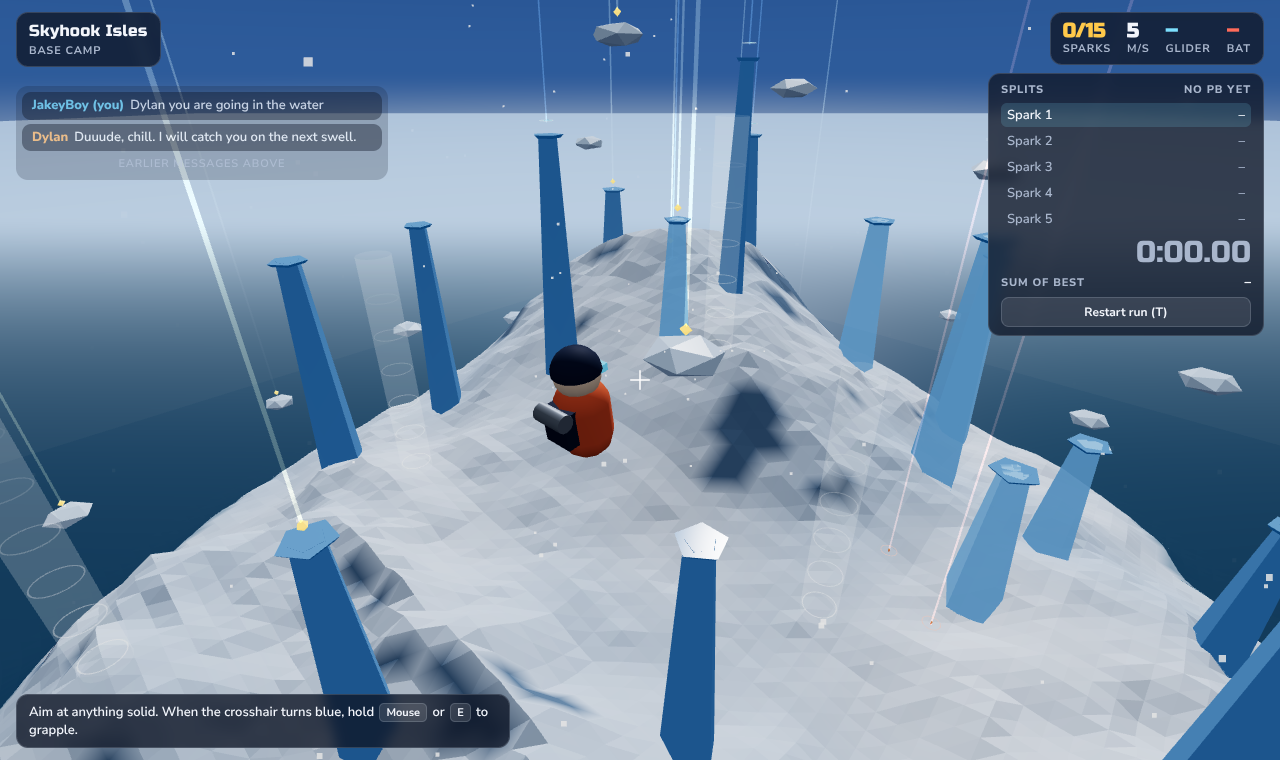 Skyhook Isles
BASE CAMP
JakeyBoy (you) Dylan you are going in the water
Dylan Duuude, chill. I will catch you on the next swell.
EARLIER MESSAGES ABOVE
0/15 SPARKS
5 M/S
– GLIDER
– BAT
SPLITS NO PB YET
Spark 1 –
Spark 2 –
Spark 3 –
Spark 4 –
Spark 5 –
0:00.00
SUM OF BEST –
Restart run (T)
Aim at anything solid. When the crosshair turns blue, hold Mouse or E to
grapple.